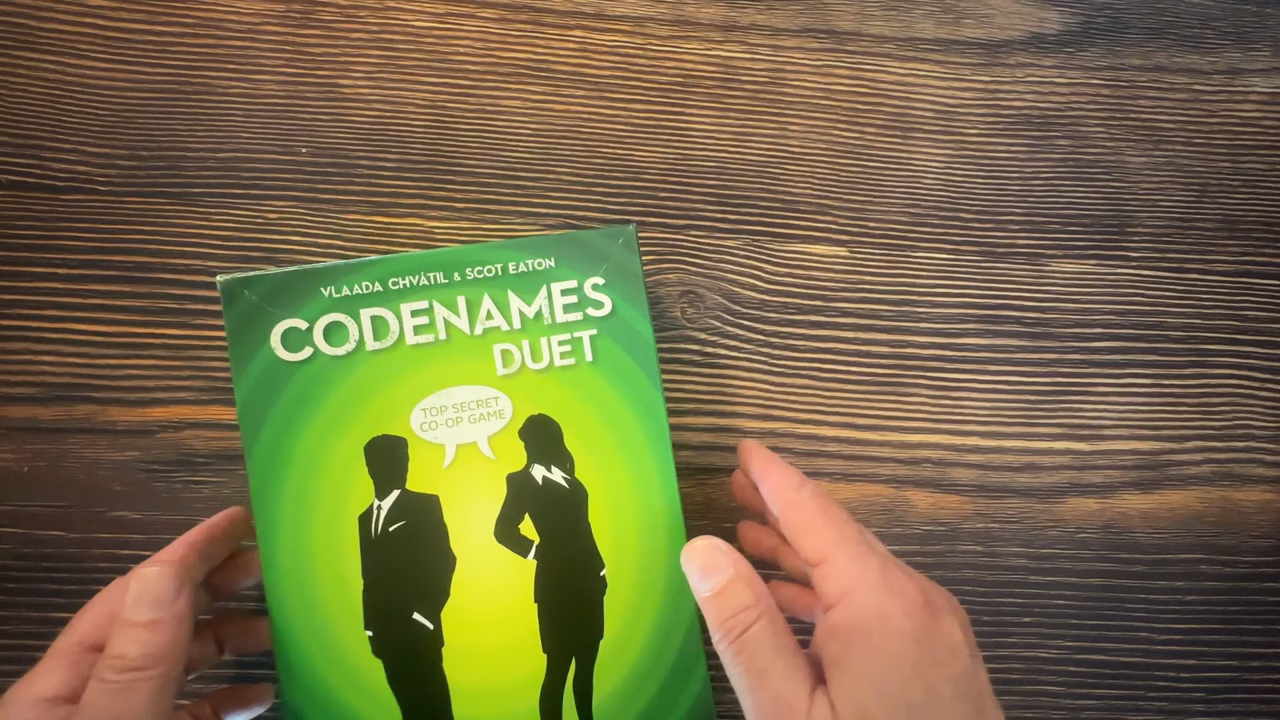 VLAADA CHVÁTIL & SCOT EATON
CODENAMES
DUET
TOP SECRET
CO-OP GAME